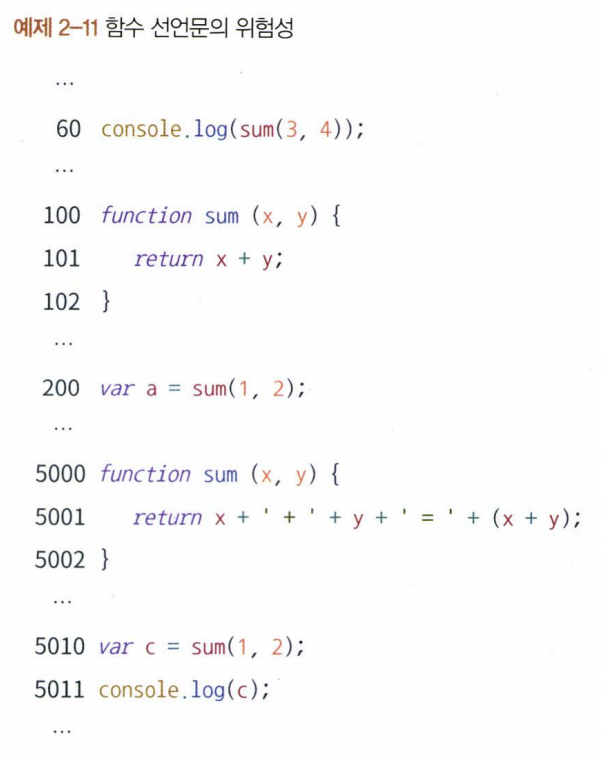 예제 2-11 함수 선언문의 위험성
...
60 console.log(sum(3, 4));
...
100 function sum (x, y) {
101 return x + y;
102 }
...
200 var a = sum(1, 2);
...
5000 function sum (x, y) {
5001 return x + ' + ' + y + ' = ' + (x + y);
5002 }
...
5010 var c = sum(1, 2);
5011 console.log(c);
...